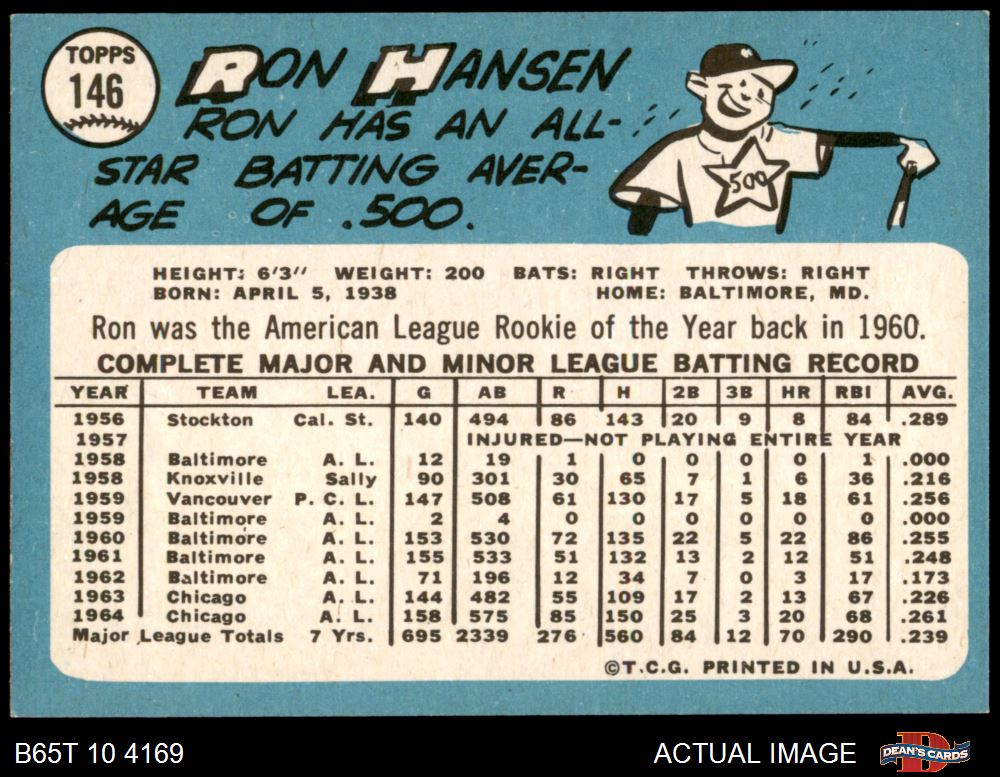 TOPPS
146
RON HANSEN
RON HAS AN ALL-
STAR BATTING AVER-
AGE OF .500.
.500
HEIGHT: 6'3" WEIGHT: 200 BATS: RIGHT THROWS: RIGHT
BORN: APRIL 5, 1938 HOME: BALTIMORE, MD.
Ron was the American League Rookie of the Year back in 1960.
COMPLETE MAJOR AND MINOR LEAGUE BATTING RECORD
YEAR TEAM LEA. G AB R H 2B 3B HR RBI AVG.
1956 Stockton Cal. St. 140 494 86 143 20 9 8 84 .289
1957 INJURED—NOT PLAYING ENTIRE YEAR
1958 Baltimore A. L. 12 19 1 0 0 0 0 1 .000
1958 Knoxville Sally 90 301 30 65 7 1 6 36 .216
1959 Vancouver P. C. L. 147 508 61 130 17 5 18 61 .256
1959 Baltimore A. L. 2 4 0 0 0 0 0 0 .000
1960 Baltimore A. L. 153 530 72 135 22 5 22 86 .255
1961 Baltimore A. L. 155 533 51 132 13 2 12 51 .248
1962 Baltimore A. L. 71 196 12 34 7 0 3 17 .173
1963 Chicago A. L. 144 482 55 109 17 2 13 67 .226
1964 Chicago A. L. 158 575 85 150 25 3 20 68 .261
Major League Totals 7 Yrs. 695 2339 276 560 84 12 70 290 .239
©T.C.G. PRINTED IN U.S.A.
B65T 10 4169 ACTUAL IMAGE DEAN'S CARDS